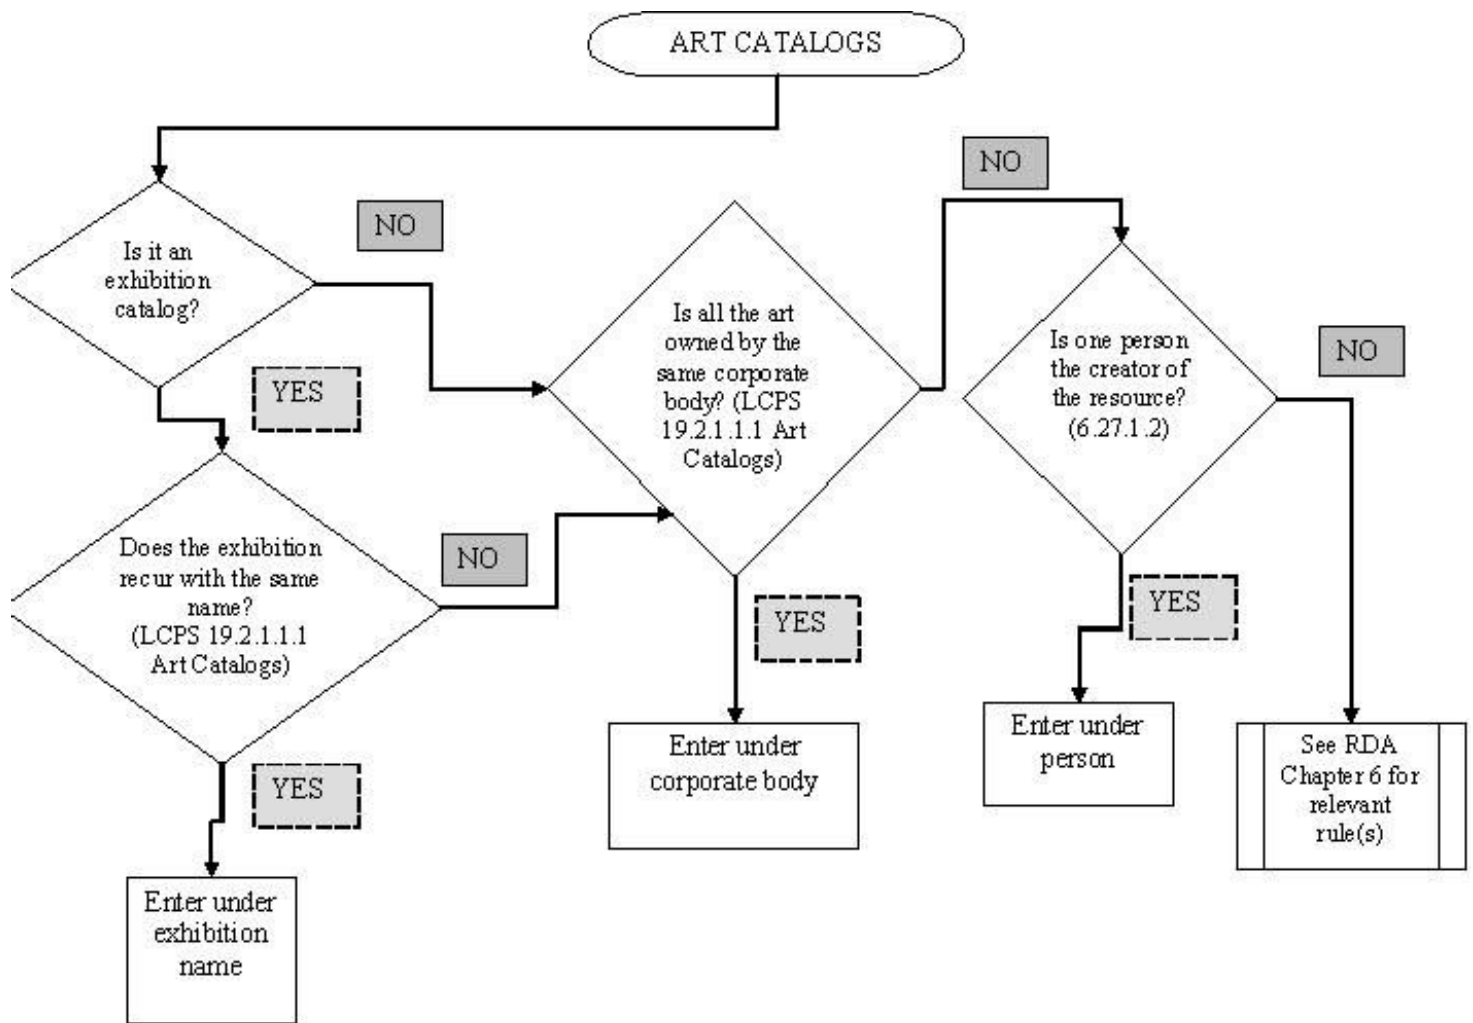 ART CATALOGS
NO
Is it an
exhibition
catalog?
YES
Does the exhibition
recur with the same
name?
(LCPS 19.2.1.1.1
Art Catalogs)
NO
YES
Enter under
exhibition
name
Is all the art
owned by the
same corporate
body? (LCPS
19.2.1.1.1 Art
Catalogs)
YES
Enter under
corporate body
NO
Is one person
the creator of
the resource?
(6.27.1.2)
YES
Enter under
person
NO
See RDA
Chapter 6 for
relevant
rule(s)